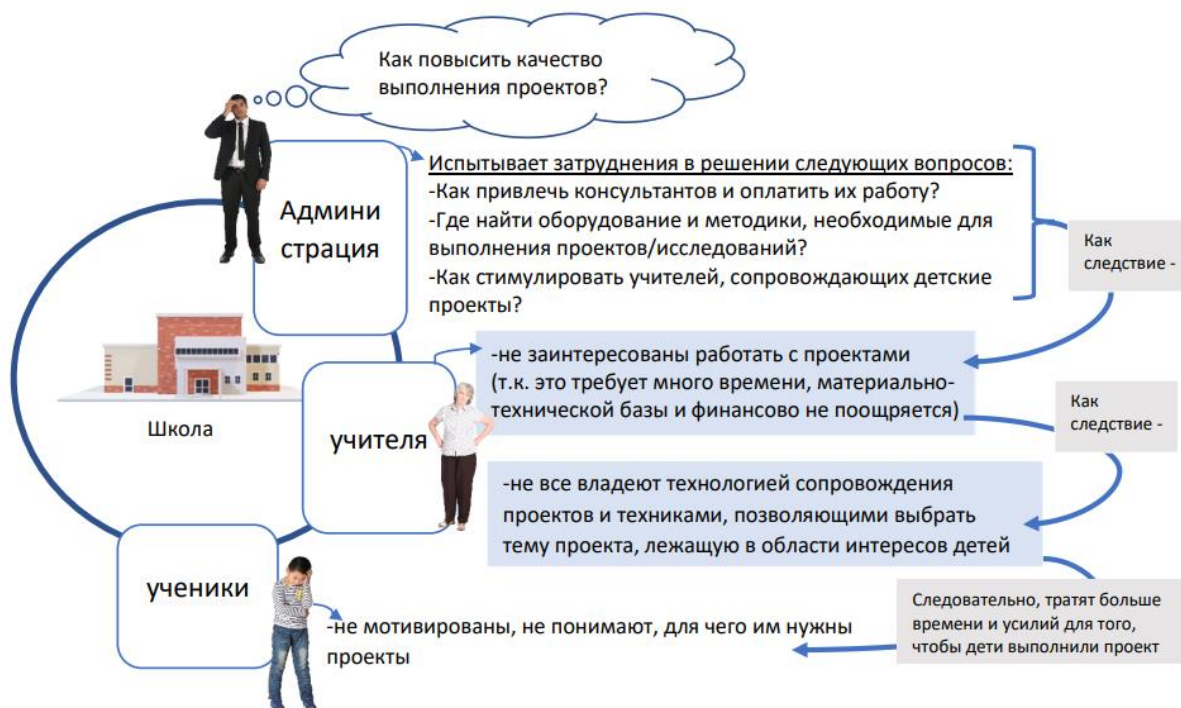 Как повысить качество
выполнения проектов?
Админи
страция
Испытывает затруднения в решении следующих вопросов:
-Как привлечь консультантов и оплатить их работу?
-Где найти оборудование и методики, необходимые для
выполнения проектов/исследований?
-Как стимулировать учителей, сопровождающих детские
проекты?
Как
следствие -
Школа
учителя
-не заинтересованы работать с проектами
(т.к. это требует много времени, материально-
технической базы и финансово не поощряется)
Как
следствие -
-не все владеют технологией сопровождения
проектов и техниками, позволяющими выбрать
тему проекта, лежащую в области интересов детей
Следовательно, тратят больше
времени и усилий для того,
чтобы дети выполнили проект
ученики
-не мотивированы, не понимают, для чего им нужны
проекты